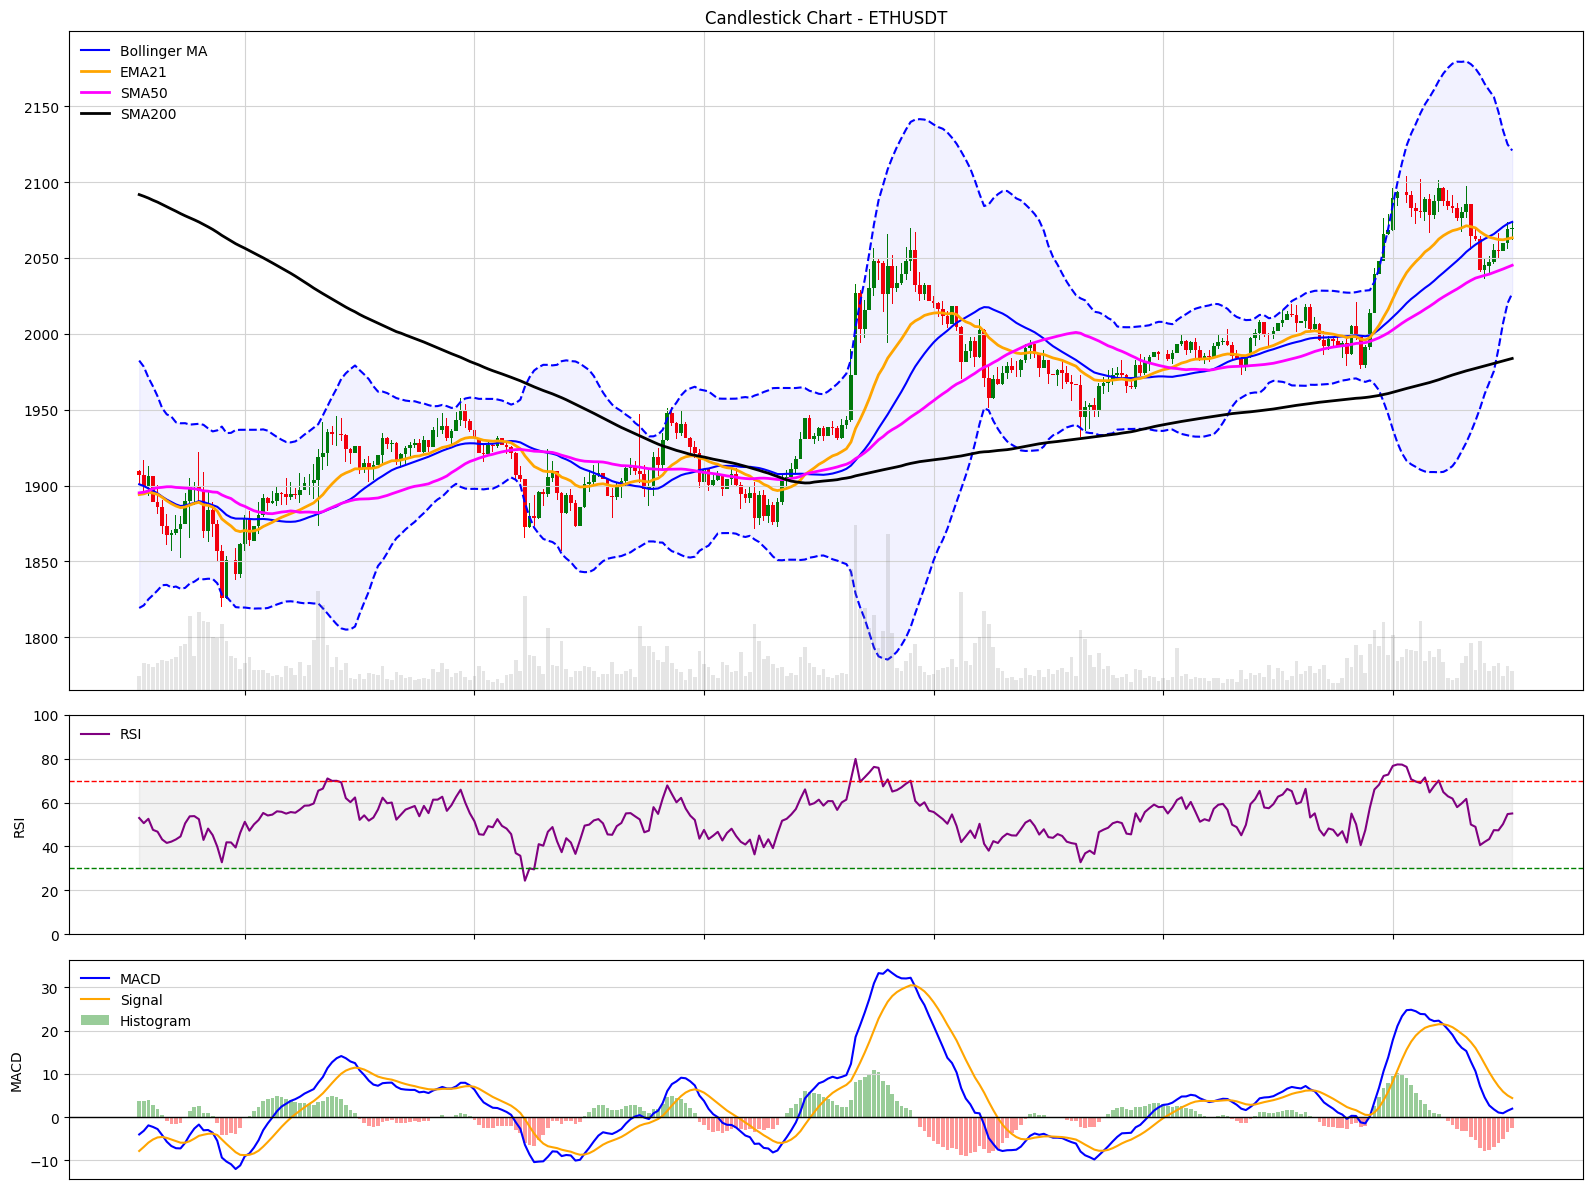 Candlestick Chart - ETHUSDT
Bollinger MA
EMA21
SMA50
SMA200
2150
2100
2050
2000
1950
1900
1850
1800
RSI
100
80
60
40
20
0
RSI
MACD
Signal
Histogram
30
20
10
0
−10
MACD